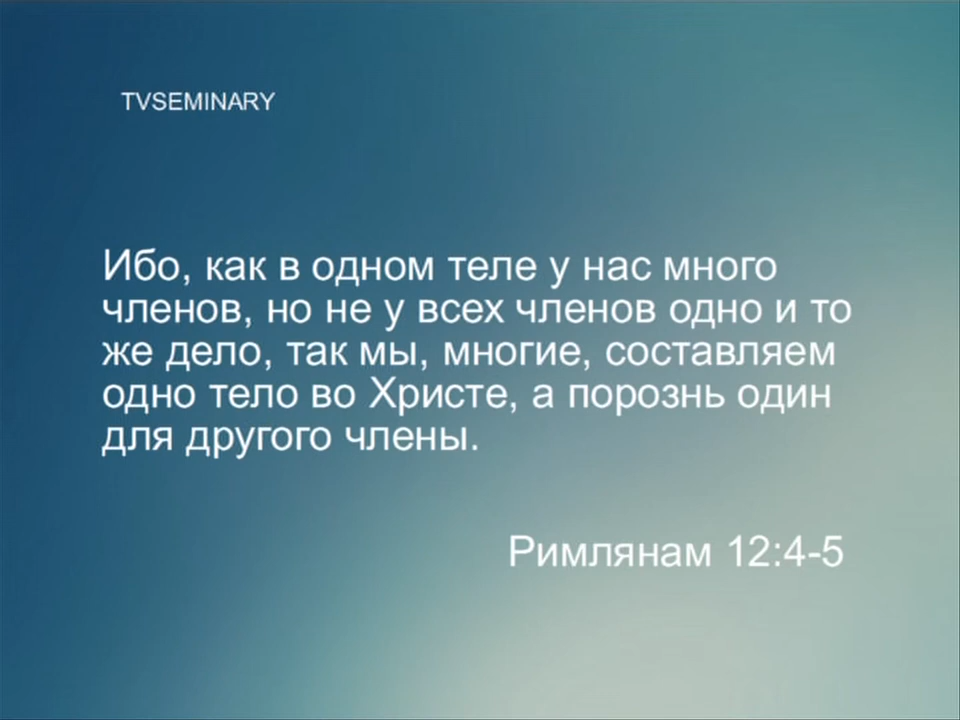 TVSEMINARY
Ибо, как в одном теле у нас много
членов, но не у всех членов одно и то
же дело, так мы, многие, составляем
одно тело во Христе, а порознь один
для другого члены.
Римлянам 12:4-5